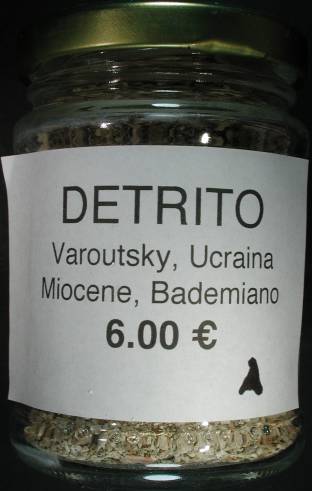 DETRITO
Varoutsky, Ucraina
Miocene, Bademiano
6.00 €